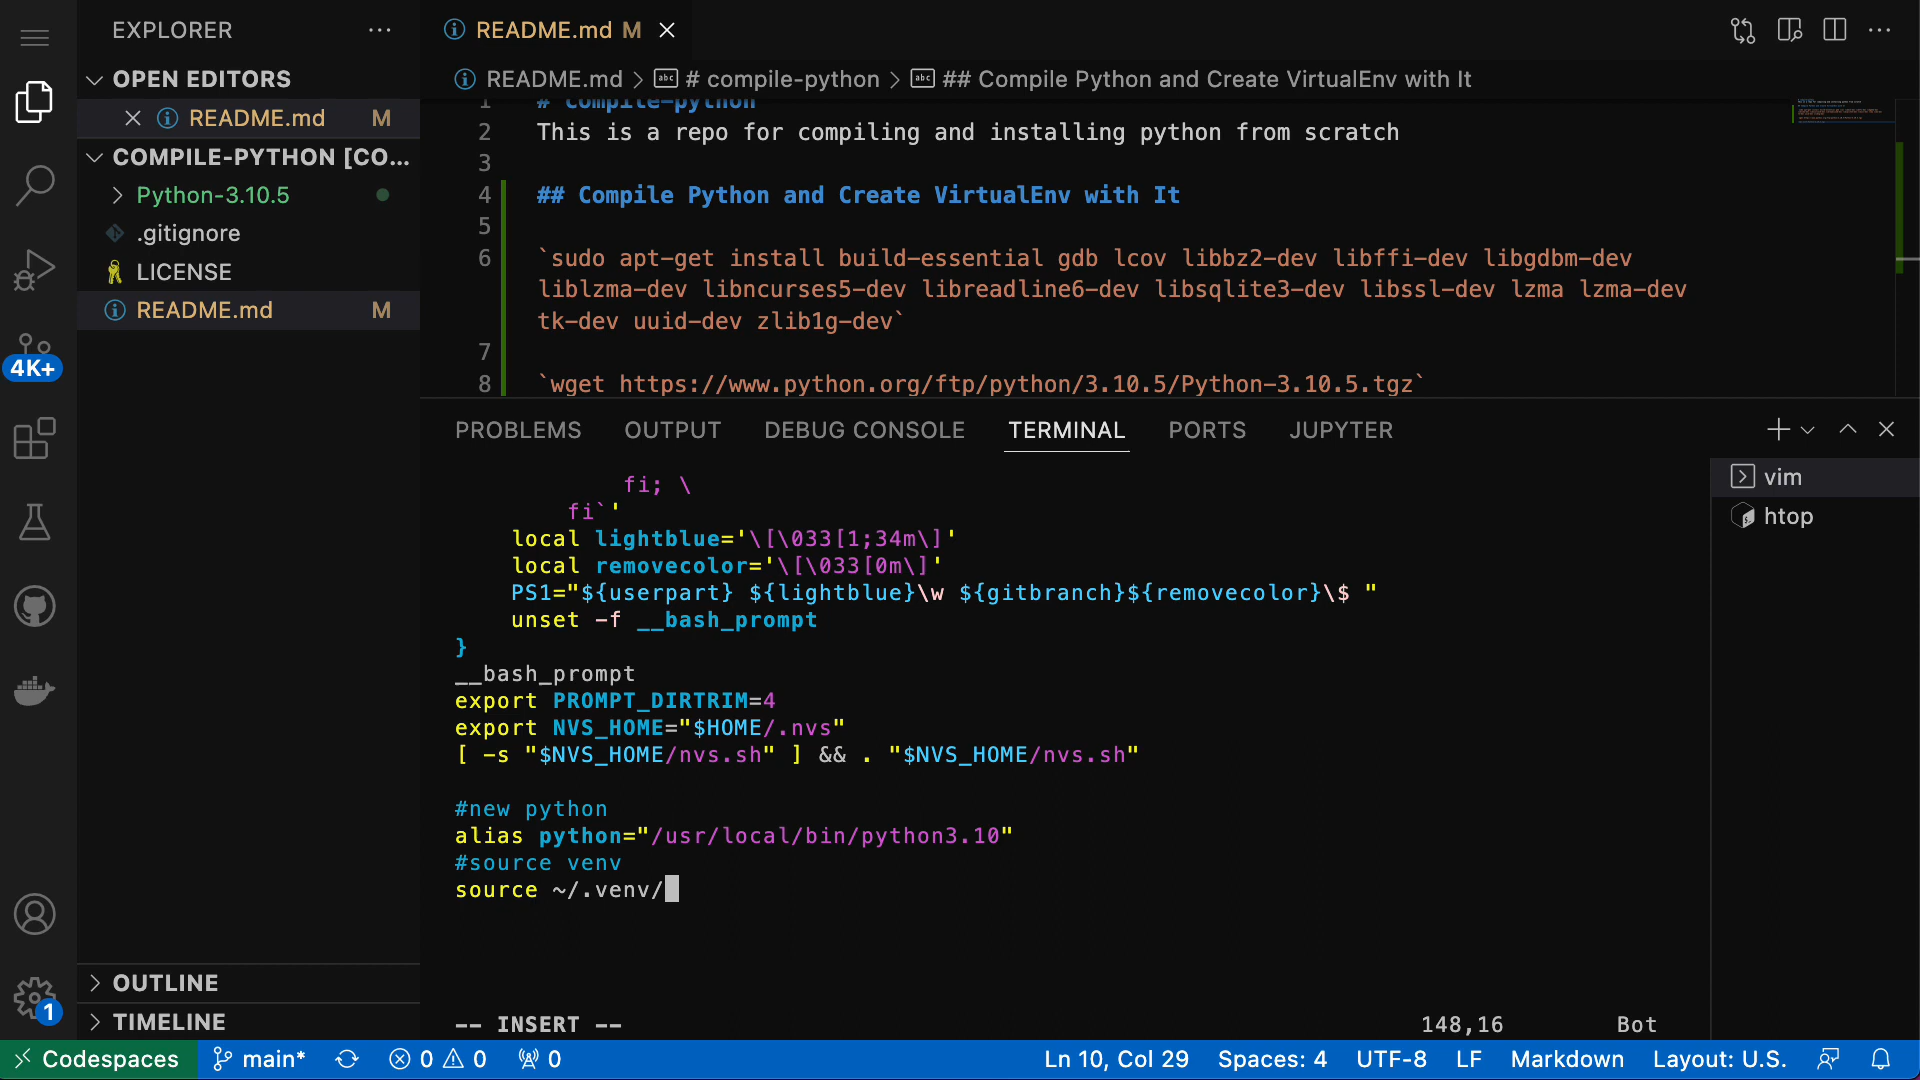 EXPLORER
OPEN EDITORS
README.md M
COMPILE-PYTHON [CO...
Python-3.10.5
.gitignore
LICENSE
README.md M
4K+
OUTLINE
TIMELINE
1
README.md M
README.md > # compile-python > ## Compile Python and Create VirtualEnv with It
1 # compile-python
2 This is a repo for compiling and installing python from scratch
3
4 ## Compile Python and Create VirtualEnv with It
5
6 `sudo apt-get install build-essential gdb lcov libbz2-dev libffi-dev libgdbm-dev
liblzma-dev libncurses5-dev libreadline6-dev libsqlite3-dev libssl-dev lzma lzma-dev
tk-dev uuid-dev zlib1g-dev`
7
8 `wget https://www.python.org/ftp/python/3.10.5/Python-3.10.5.tgz`
PROBLEMS OUTPUT DEBUG CONSOLE TERMINAL PORTS JUPYTER
vim
htop
fi; \
fi`'
local lightblue='\[\033[1;34m\]'
local removecolor='\[\033[0m\]'
PS1="${userpart} ${lightblue}\w ${gitbranch}${removecolor}\$ "
unset -f __bash_prompt
}
__bash_prompt
export PROMPT_DIRTRIM=4
export NVS_HOME="$HOME/.nvs"
[ -s "$NVS_HOME/nvs.sh" ] && . "$NVS_HOME/nvs.sh"
#new python
alias python="/usr/local/bin/python3.10"
#source venv
source ~/.venv/
-- INSERT -- 148,16 Bot
Codespaces main* 0 0 0 Ln 10, Col 29 Spaces: 4 UTF-8 LF Markdown Layout: U.S.